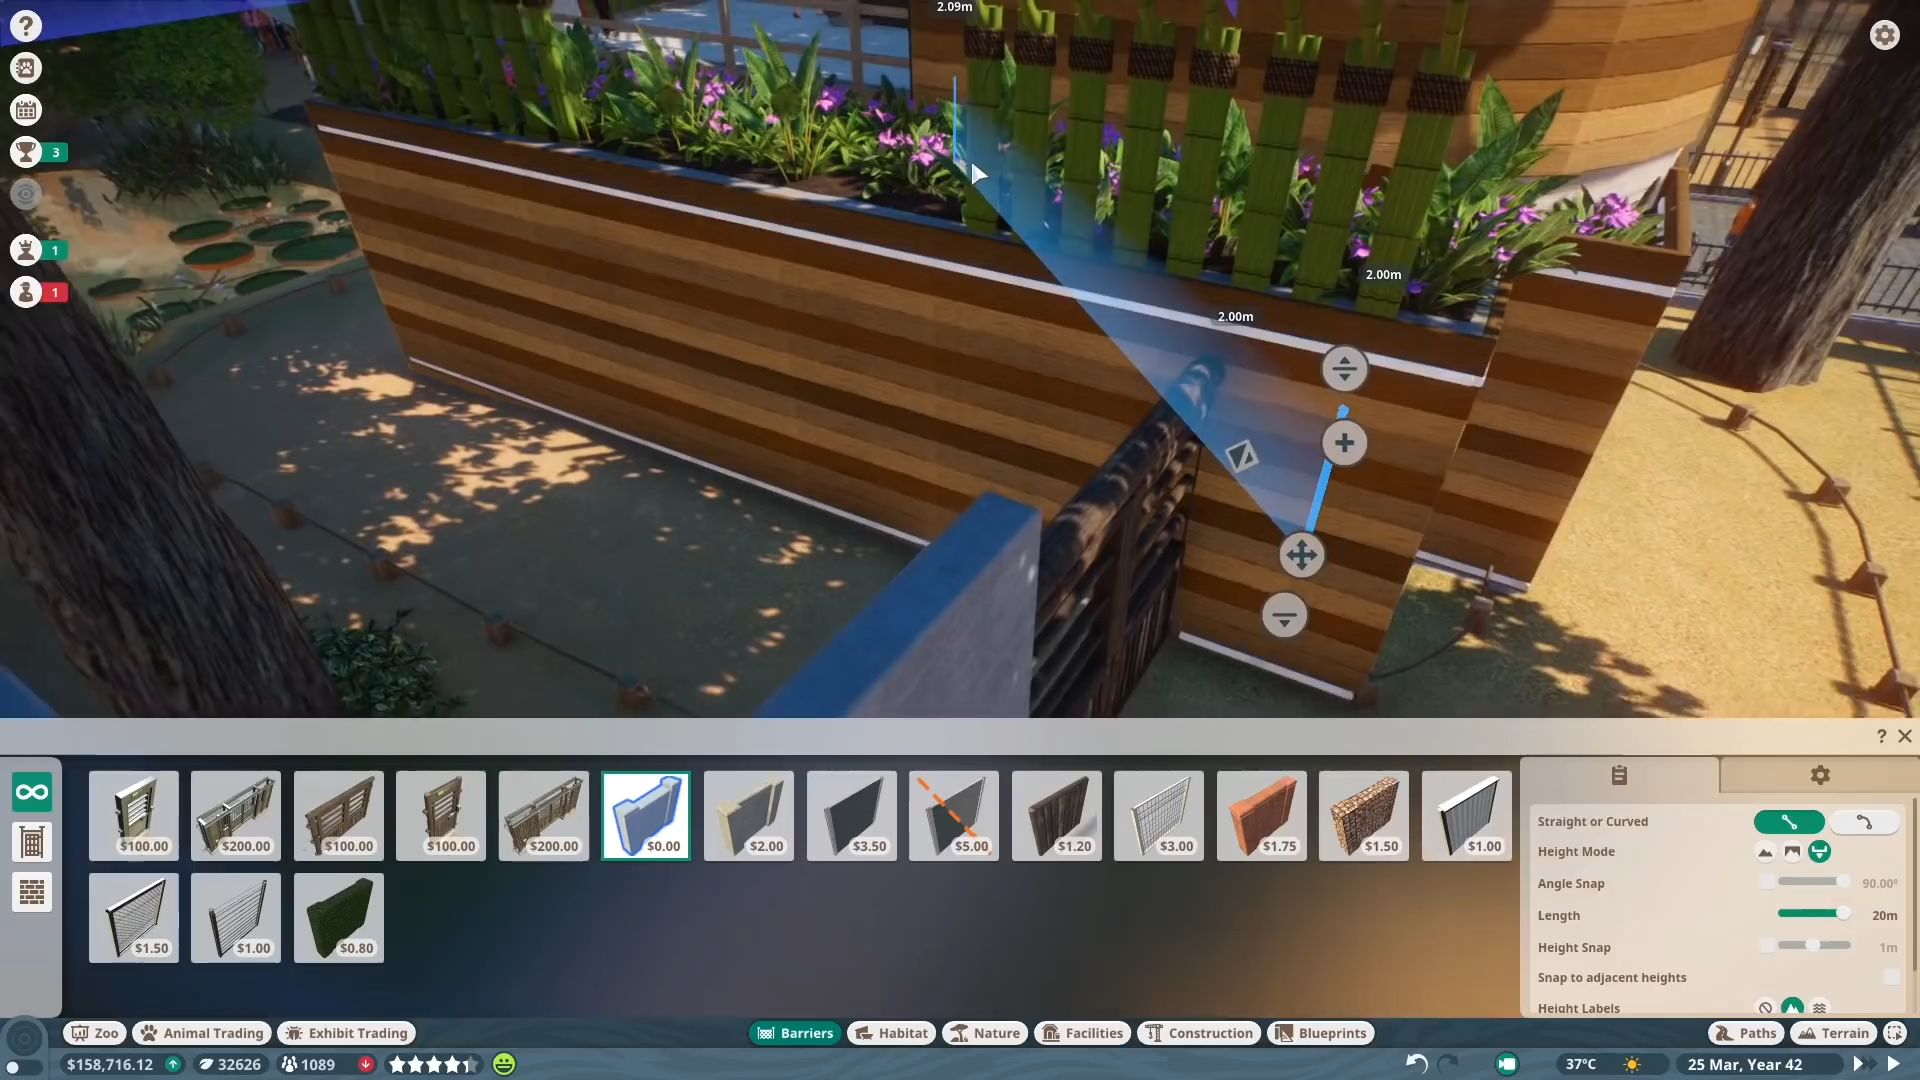 2.09m
3
1
1
2.00m
2.00m
?
$100.00
$200.00
$100.00
$100.00
$200.00
$0.00
$2.00
$3.50
$5.00
$1.20
$3.00
$1.75
$1.50
$1.00
$1.50
$1.00
$0.80
Straight or Curved
Height Mode
Angle Snap 90.00°
Length 20m
Height Snap 1m
Snap to adjacent heights
Height Labels
Zoo
Animal Trading
Exhibit Trading
Barriers
Habitat
Nature
Facilities
Construction
Blueprints
Paths
Terrain
$158,716.12
32626
1089
37°C
25 Mar, Year 42